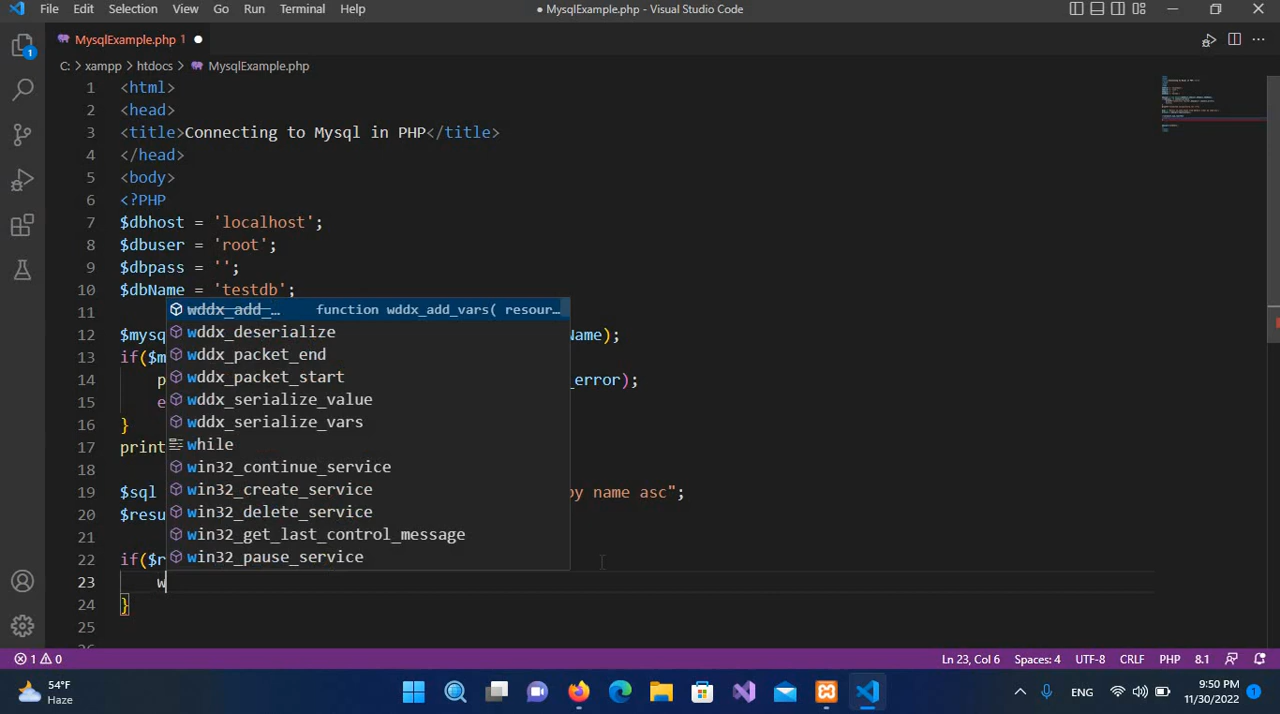 File Edit Selection View Go Run Terminal Help
● MysqlExample.php - Visual Studio Code
MysqlExample.php 1
C: > xampp > htdocs > MysqlExample.php
1 <html>
2 <head>
3 <title>Connecting to Mysql in PHP</title>
4 </head>
5 <body>
6 <?PHP
7 $dbhost = 'localhost';
8 $dbuser = 'root';
9 $dbpass = '';
10 $dbName = 'testdb';
11
12 $mysq Name);
13 if($m
14 p _error);
15 e
16 }
17 print
18
19 $sql by name asc";
20 $resu
21
22 if($r
23 w
24 }
25
wddx_add_… function wddx_add_vars( resour…
wddx_deserialize
wddx_packet_end
wddx_packet_start
wddx_serialize_value
wddx_serialize_vars
while
win32_continue_service
win32_create_service
win32_delete_service
win32_get_last_control_message
win32_pause_service
1 0 Ln 23, Col 6 Spaces: 4 UTF-8 CRLF PHP 8.1
54°F
Haze
ENG
9:50 PM
11/30/2022
1
1